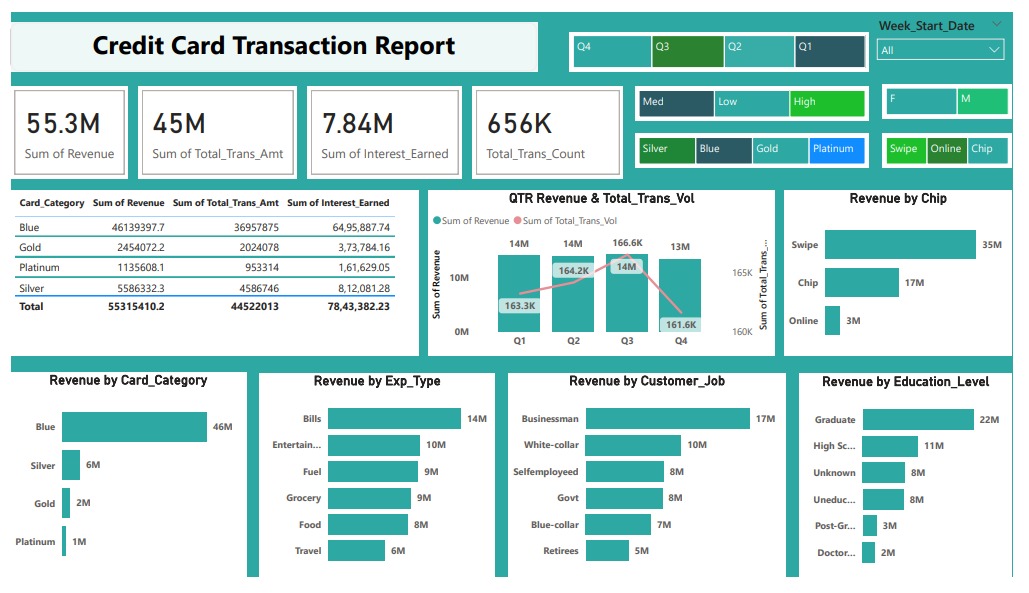 Credit Card Transaction Report
Q4 Q3 Q2 Q1
Week_Start_Date
All
55.3M
Sum of Revenue
45M
Sum of Total_Trans_Amt
7.84M
Sum of Interest_Earned
656K
Total_Trans_Count
Med Low High
F M
Silver Blue Gold Platinum
Swipe Online Chip
Card_Category Sum of Revenue Sum of Total_Trans_Amt Sum of Interest_Earned
Blue 46139397.7 36957875 64,95,887.74
Gold 2454072.2 2024078 3,73,784.16
Platinum 1135608.1 953314 1,61,629.05
Silver 5586332.3 4586746 8,12,081.28
Total 55315410.2 44522013 78,43,382.23
QTR Revenue & Total_Trans_Vol
Sum of Revenue Sum of Total_Trans_Vol
Sum of Revenue
10M
0M
14M 14M 166.6K 13M
163.3K 164.2K 14M 161.6K
Q1 Q2 Q3 Q4
165K
160K
Sum of Total_Trans_...
Revenue by Chip
Swipe 35M
Chip 17M
Online 3M
Revenue by Card_Category
Blue 46M
Silver 6M
Gold 2M
Platinum 1M
Revenue by Exp_Type
Bills 14M
Entertain... 10M
Fuel 9M
Grocery 9M
Food 8M
Travel 6M
Revenue by Customer_Job
Businessman 17M
White-collar 10M
Selfemployeed 8M
Govt 8M
Blue-collar 7M
Retirees 5M
Revenue by Education_Level
Graduate 22M
High Sc... 11M
Unknown 8M
Uneduc... 8M
Post-Gr... 3M
Doctor... 2M